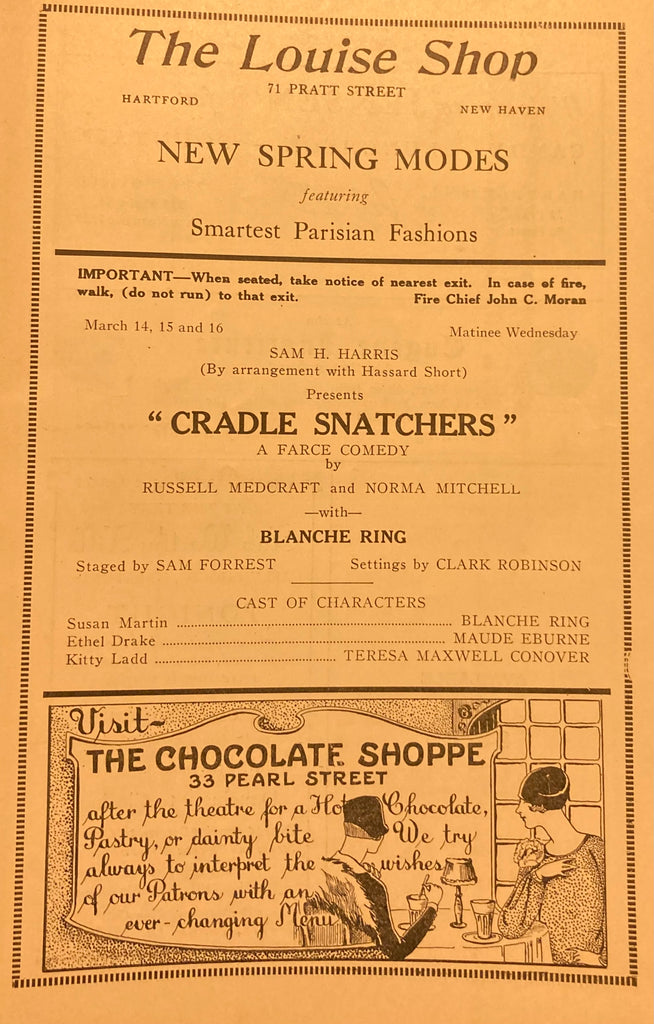 The Louise Shop
71 PRATT STREET
HARTFORD NEW HAVEN
NEW SPRING MODES
featuring
Smartest Parisian Fashions
IMPORTANT—When seated, take notice of nearest exit. In case of fire,
walk, (do not run) to that exit. Fire Chief John C. Moran
March 14, 15 and 16 Matinee Wednesday
SAM H. HARRIS
(By arrangement with Hassard Short)
Presents
“CRADLE SNATCHERS”
A FARCE COMEDY
by
RUSSELL MEDCRAFT and NORMA MITCHELL
—with—
BLANCHE RING
Staged by SAM FORREST Settings by CLARK ROBINSON
CAST OF CHARACTERS
Susan Martin ........................ BLANCHE RING
Ethel Drake ........................ MAUDE EBURNE
Kitty Ladd ........................ TERESA MAXWELL CONOVER
Visit-
THE CHOCOLATE SHOPPE
33 PEARL STREET
after the theatre for a Hot Chocolate,
Pastry, or dainty bite We try
always to interpret the wishes
of our Patrons with an
ever-changing Menu